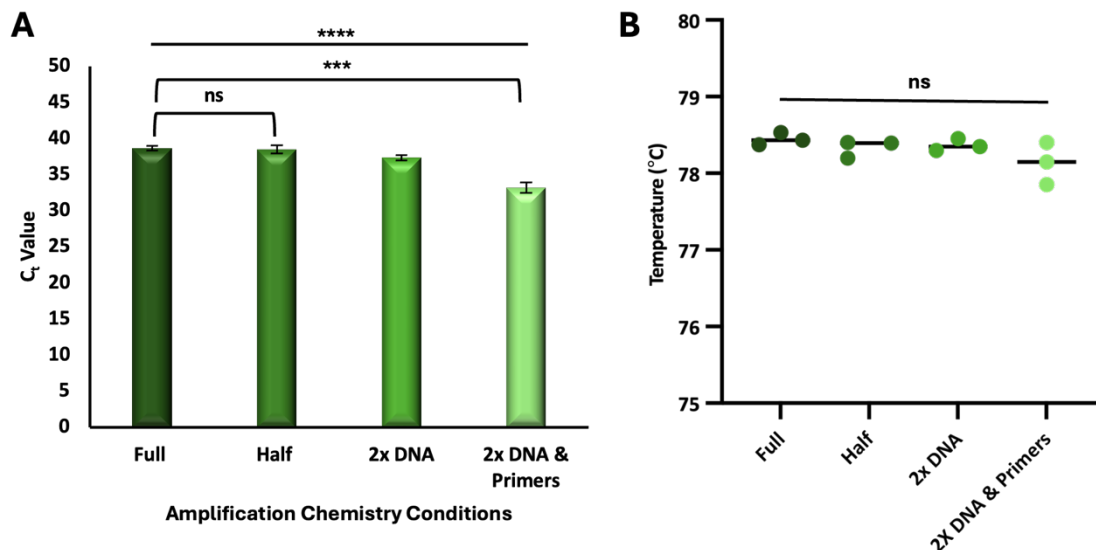 A
****
***
ns
50
45
40
35
30
25
20
15
10
5
0
Ct Value
Full
Half
2x DNA
2x DNA &
Primers
Amplification Chemistry Conditions
B
80
79
78
77
76
75
Temperature (°C)
ns
Full
Half
2x DNA
2X DNA & Primers